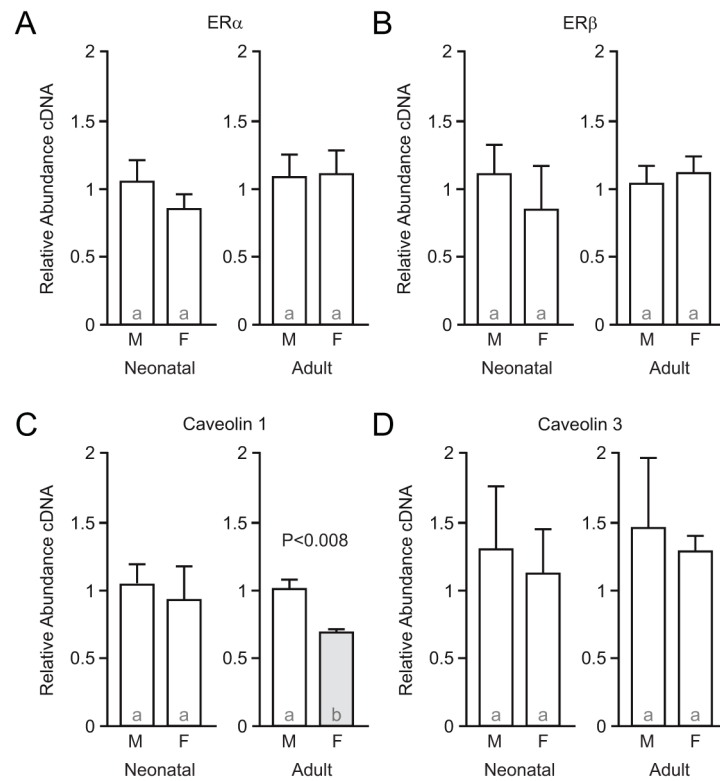 A
ERα
Relative Abundance cDNA
2
1.5
1
0.5
0
a
a
M
F
Neonatal
2
1.5
1
0.5
0
a
a
M
F
Adult
B
ERβ
Relative Abundance cDNA
2
1.5
1
0.5
0
a
a
M
F
Neonatal
2
1.5
1
0.5
0
a
a
M
F
Adult
C
Caveolin 1
Relative Abundance cDNA
2
1.5
1
0.5
0
a
a
M
F
Neonatal
2
1.5
1
0.5
0
P<0.008
a
b
M
F
Adult
D
Caveolin 3
Relative Abundance cDNA
2
1.5
1
0.5
0
a
a
M
F
Neonatal
2
1.5
1
0.5
0
a
a
M
F
Adult